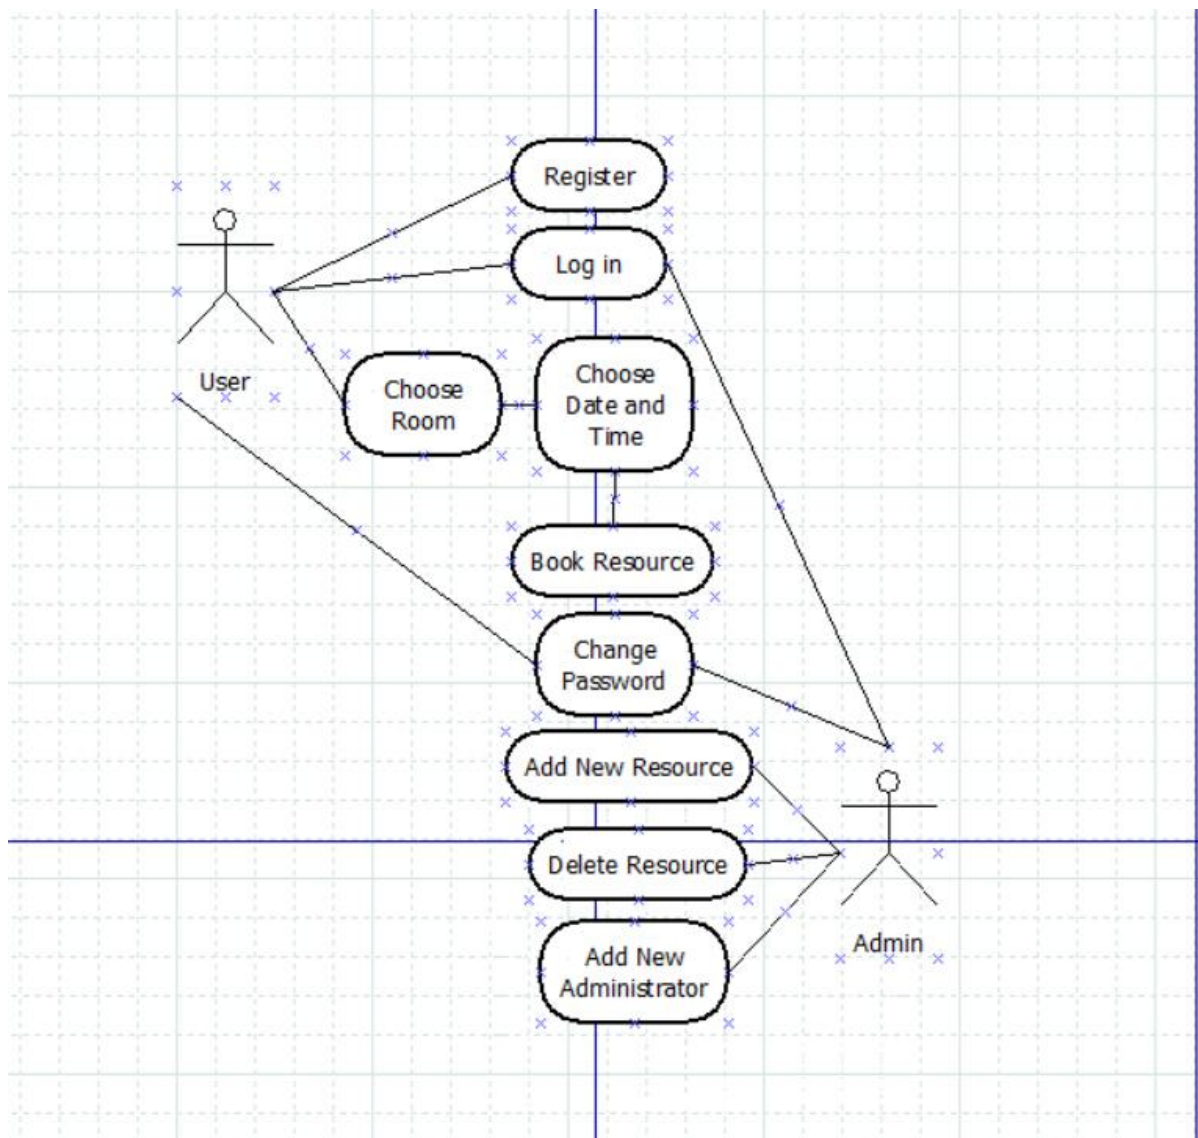 Register
Log in
User
Choose
Room
Choose
Date and
Time
Book Resource
Change
Password
Add New Resource
Delete Resource
Admin
Add New
Administrator